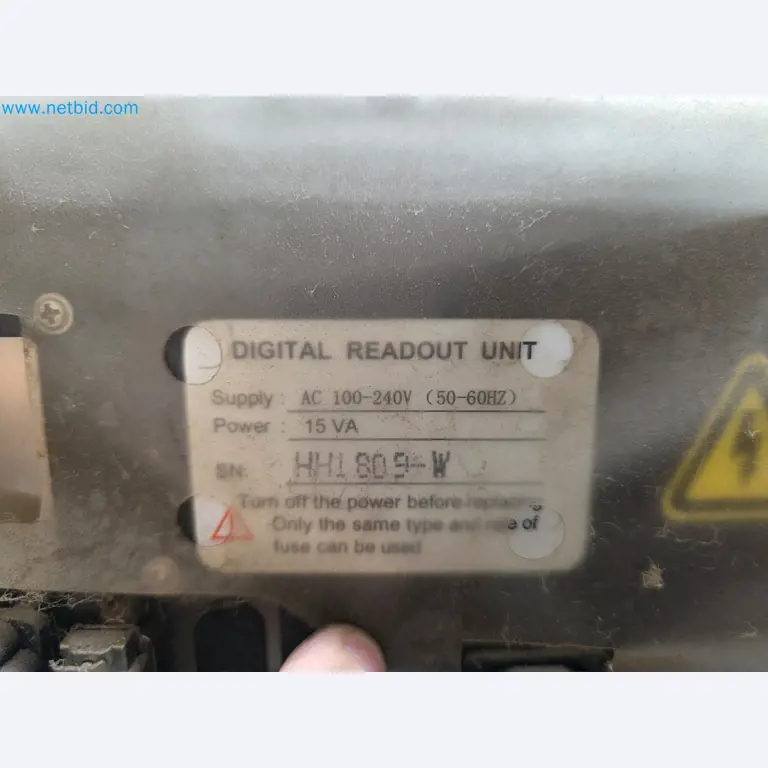 www.netbid.com
DIGITAL READOUT UNIT
Supply : AC 100-240V (50-60HZ)
Power : 15 VA
SN: HH1809-W
Turn off the power before replacing
Only the same type and rate of
fuse can be used